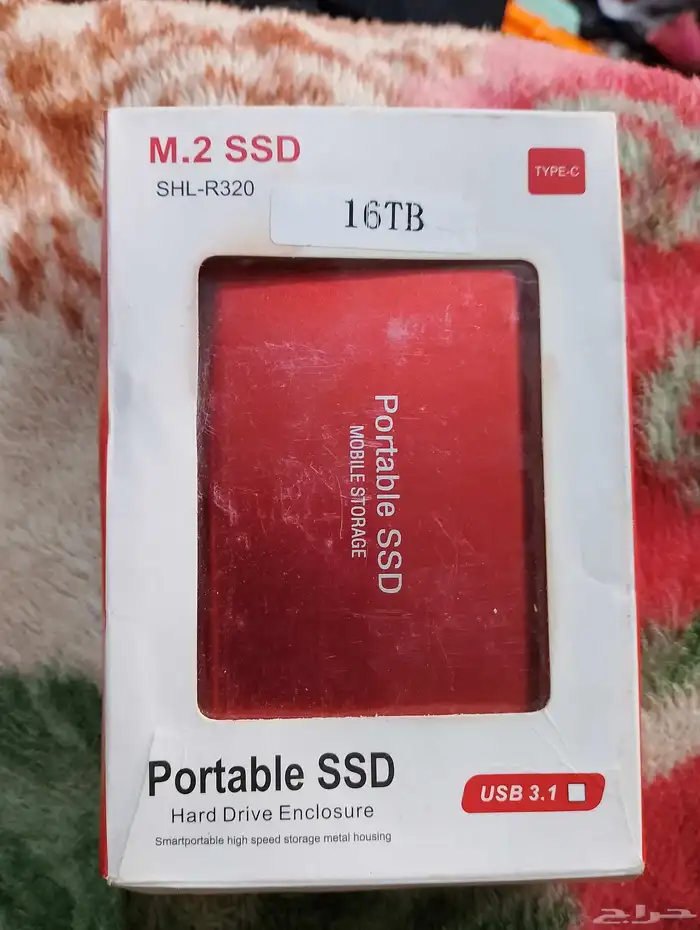 M.2 SSD
SHL-R320
TYPE-C
16TB
Portable SSD
MOBILE STORAGE
Portable SSD
Hard Drive Enclosure
Smartportable high speed storage metal housing
USB 3.1
حراج